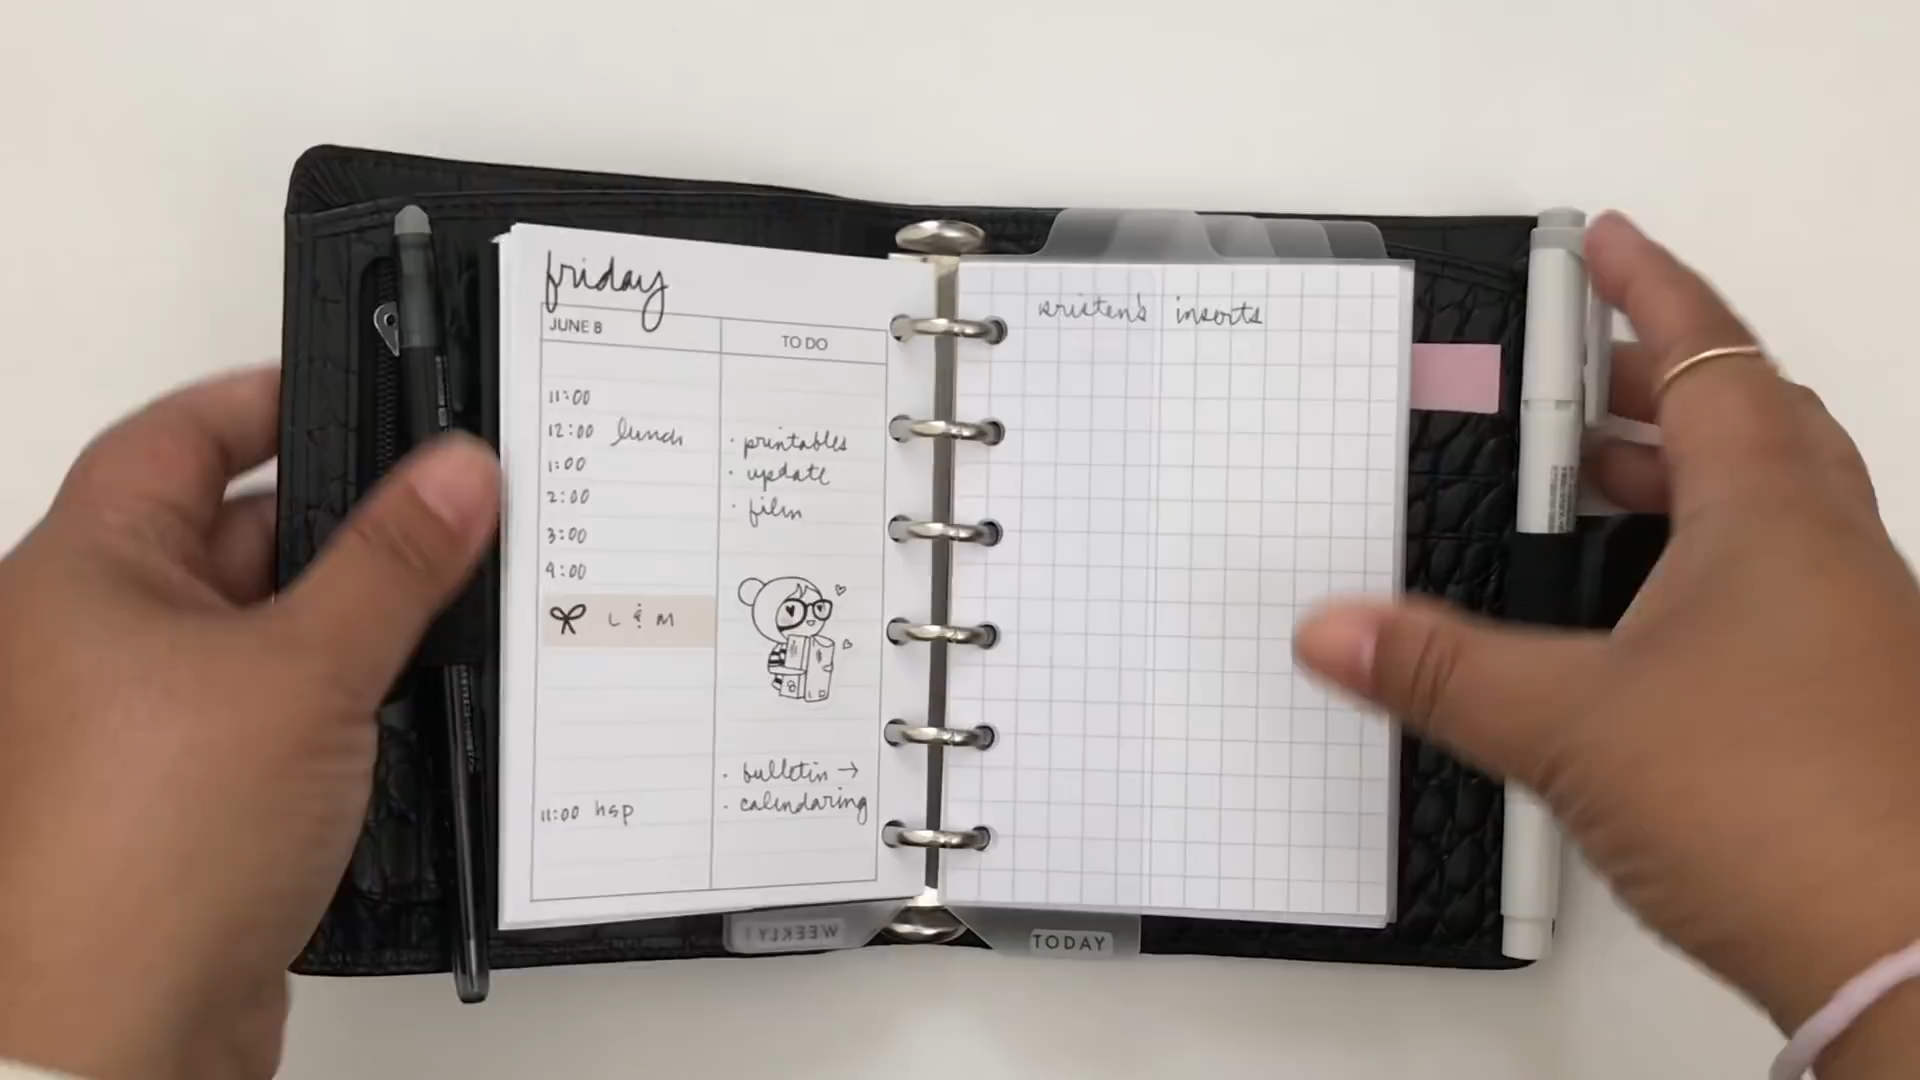 friday
JUNE 8
TO DO
11:00
12:00 lunch
1:00
2:00
3:00
4:00
L & M
11:00 hsp
· printables
· update
· film
· bulletin →
· calendaring
kristen's inserts
WEEKLY
TODAY